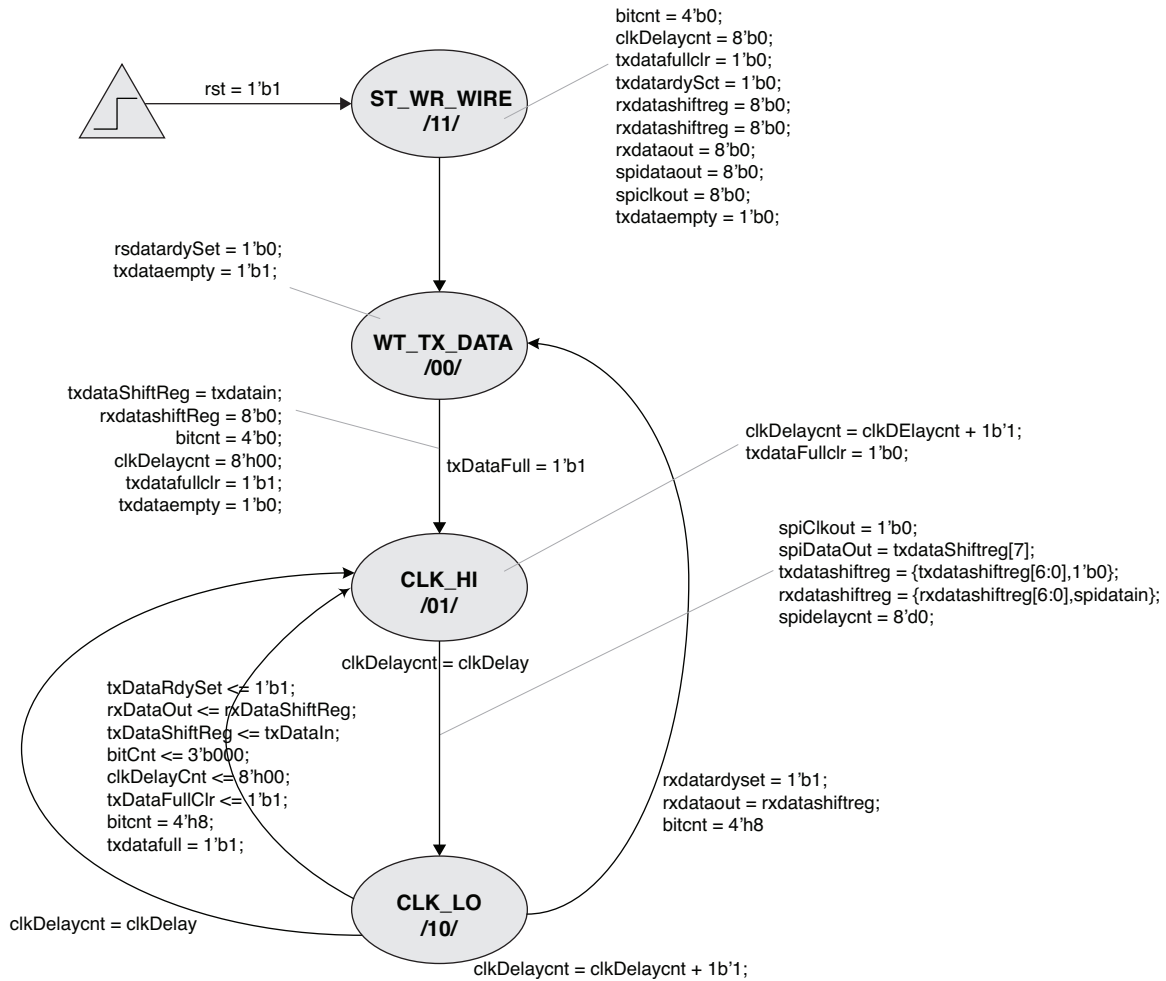 bitcnt = 4'b0;
clkDelaycnt = 8'b0;
txdatafullclr = 1'b0;
txdatardySct = 1'b0;
rxdatashiftreg = 8'b0;
rxdatashiftreg = 8'b0;
rxdataout = 8'b0;
spidataout = 8'b0;
spiclkout = 8'b0;
txdataempty = 1'b0;
rst = 1'b1
ST_WR_WIRE
/11/
rsdatardySet = 1'b0;
txdataempty = 1'b1;
WT_TX_DATA
/00/
txdataShiftReg = txdatain;
rxdatashiftReg = 8'b0;
bitcnt = 4'b0;
clkDelaycnt = 8'h00;
txdatafullclr = 1'b1;
txdataempty = 1'b0;
txDataFull = 1'b1
clkDelaycnt = clkDElaycnt + 1b'1;
txdataFullclr = 1'b0;
spiClkout = 1'b0;
spiDataOut = txdataShiftreg[7];
txdatashiftreg = {txdatashiftreg[6:0],1'b0};
rxdatashiftreg = {rxdatashiftreg[6:0],spidatain};
spidelaycnt = 8'd0;
CLK_HI
/01/
clkDelaycnt = clkDelay
txDataRdySet <= 1'b1;
rxDataOut <= rxDataShiftReg;
txDataShiftReg <= txDataIn;
bitCnt <= 3'b000;
clkDelayCnt <= 8'h00;
txDataFullClr <= 1'b1;
bitcnt = 4'h8;
txdatafull = 1'b1;
rxdatardyset = 1'b1;
rxdataout = rxdatashiftreg;
bitcnt = 4'h8
CLK_LO
/10/
clkDelaycnt = clkDelay
clkDelaycnt = clkDelaycnt + 1b'1;